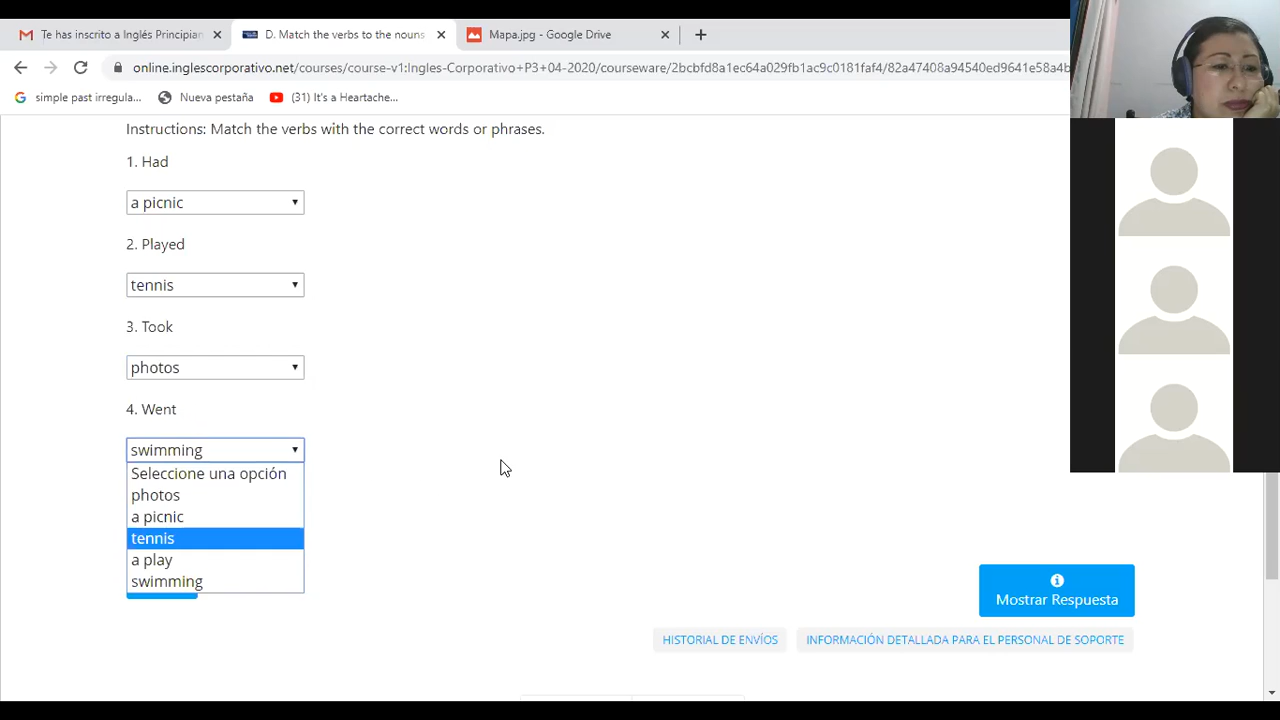 Te has inscrito a Inglés Principian
D. Match the verbs to the nouns
Mapa.jpg - Google Drive
online.inglescorporativo.net/courses/course-v1:Ingles-Corporativo+P3+04-2020/courseware/2bcbfd8a1ec64a029fb1ac9c0181faf4/82a47408a94540ed9641e58a4b
simple past irregula...
Nueva pestaña
(31) It's a Heartache...
Instructions: Match the verbs with the correct words or phrases.
1. Had
a picnic
2. Played
tennis
3. Took
photos
4. Went
swimming
Seleccione una opción
photos
a picnic
tennis
a play
swimming
Mostrar Respuesta
HISTORIAL DE ENVÍOS
INFORMACIÓN DETALLADA PARA EL PERSONAL DE SOPORTE